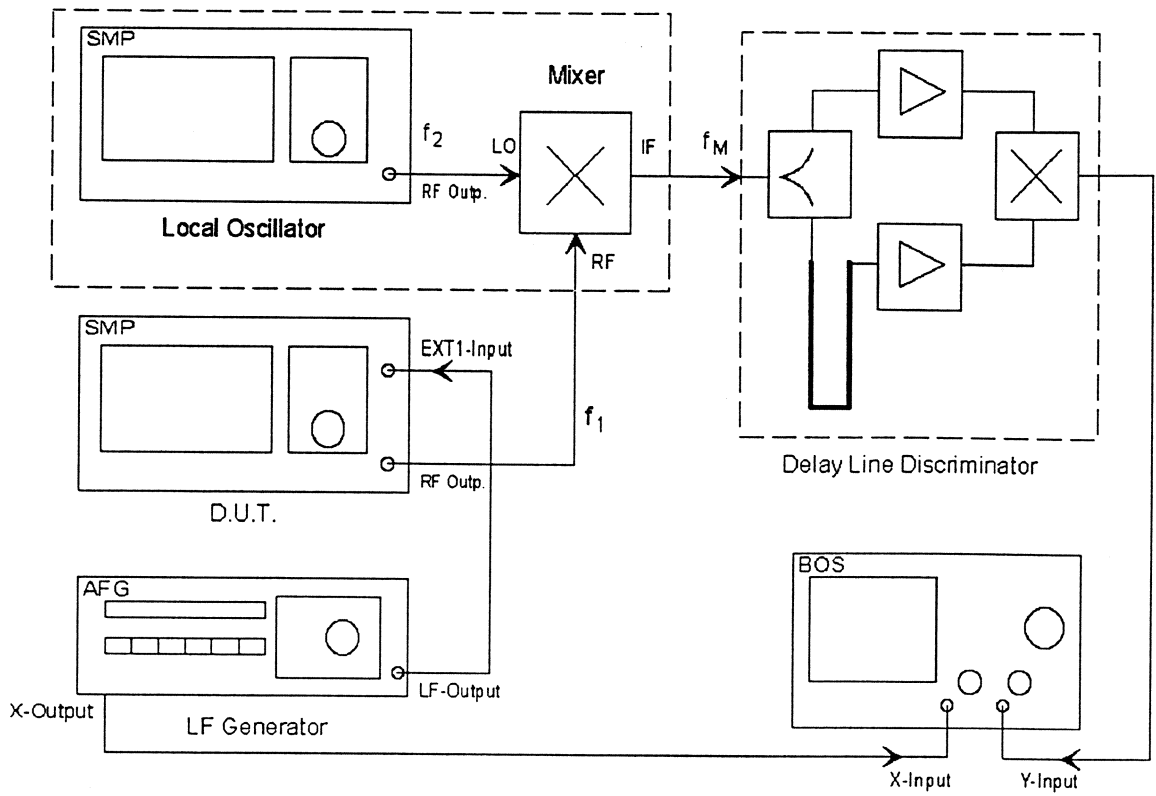 SMP
Mixer
f2
LO
IF
fM
RF Outp.
Local Oscillator
RF
SMP
EXT1-Input
f1
RF Outp.
D.U.T.
Delay Line Discriminator
AFG
BOS
LF-Output
X-Output
LF Generator
X-Input
Y-Input